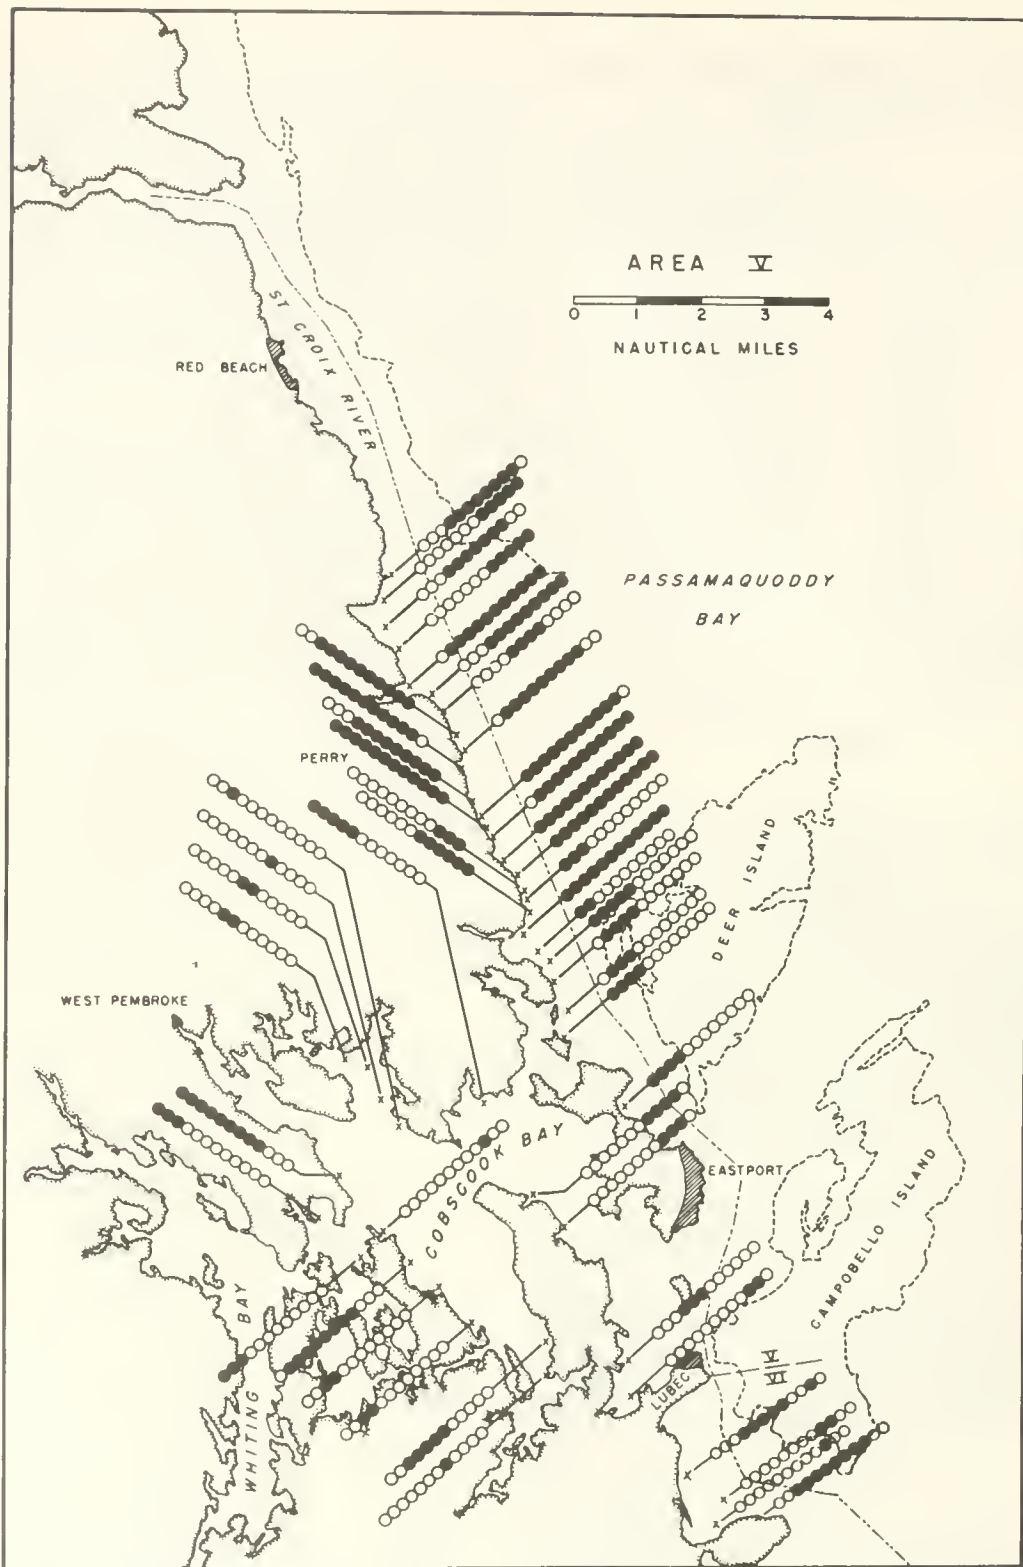 AREA V
0 1 2 3 4
NAUTICAL MILES
ST CROIX RIVER
RED BEACH
PASSAMAQUODDY
BAY
PERRY
DEER ISLAND
WEST PEMBROKE
COBSCOOK BAY
EASTPORT
CAMPOBELLO ISLAND
WHITING BAY
LUBEC
V
VI